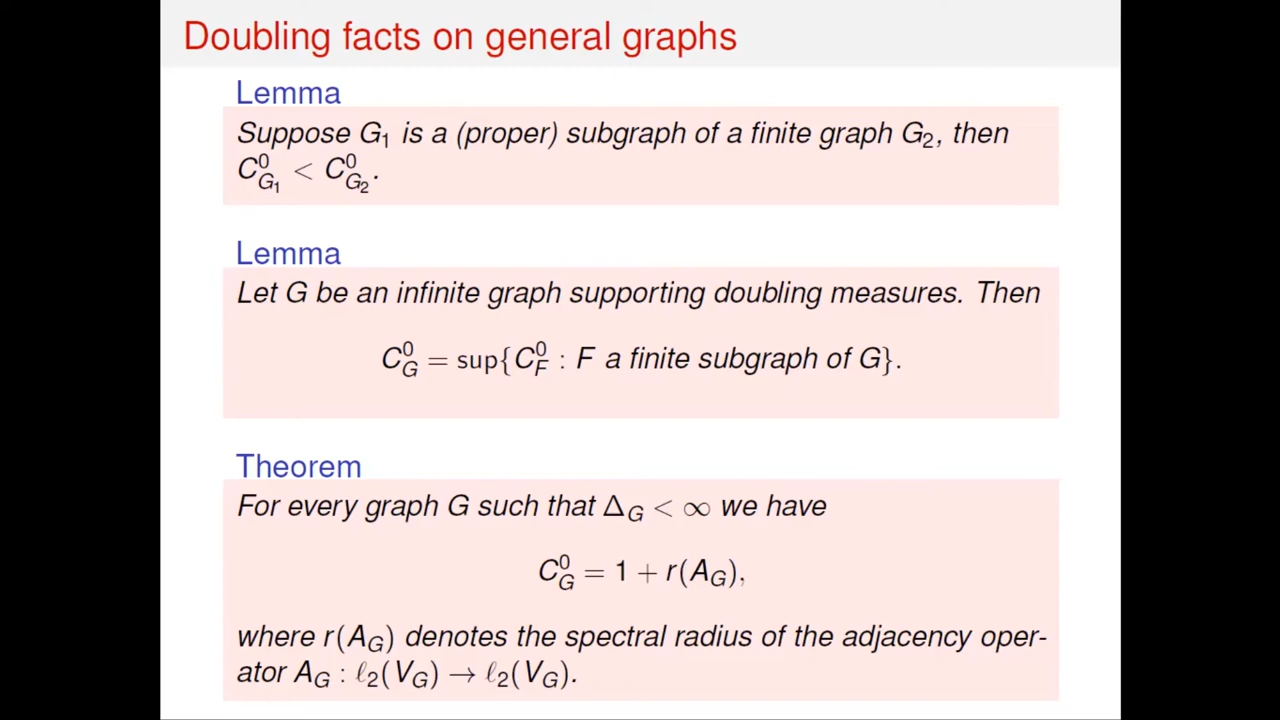 Doubling facts on general graphs
Lemma
Suppose G₁ is a (proper) subgraph of a finite graph G₂, then
C⁰_{G₁} < C⁰_{G₂}.
Lemma
Let G be an infinite graph supporting doubling measures. Then
C⁰_G = sup{C⁰_F : F a finite subgraph of G}.
Theorem
For every graph G such that Δ_G < ∞ we have
C⁰_G = 1 + r(A_G),
where r(A_G) denotes the spectral radius of the adjacency oper-
ator A_G : ℓ₂(V_G) → ℓ₂(V_G).